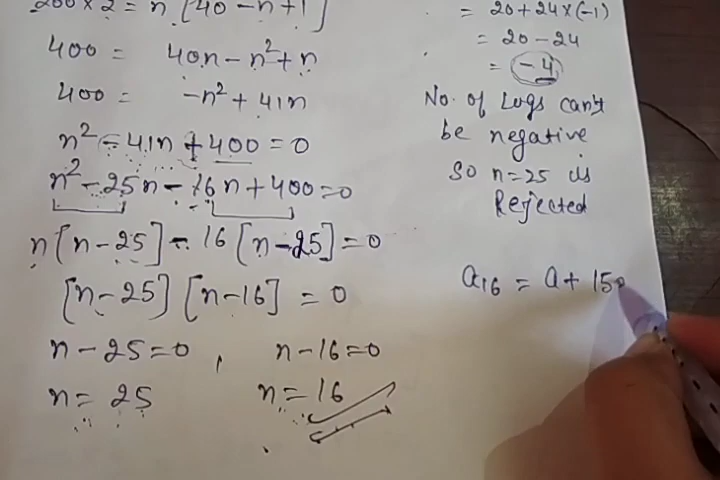 200 × 2 = n [40 - n + 1]
400 = 40n - n² + n
400 = - n² + 41n
n² - 41n + 400 = 0
n² - 25n - 16n + 400 = 0
n [n - 25] - 16 [n - 25] = 0
[n - 25] [n - 16] = 0
n - 25 = 0 , n - 16 = 0
n = 25 n = 16
= 20 + 24 × (-1)
= 20 - 24
= -4
No. of Logs can't
be negative
So n = 25 is
Rejected
a₁₆ = a + 15